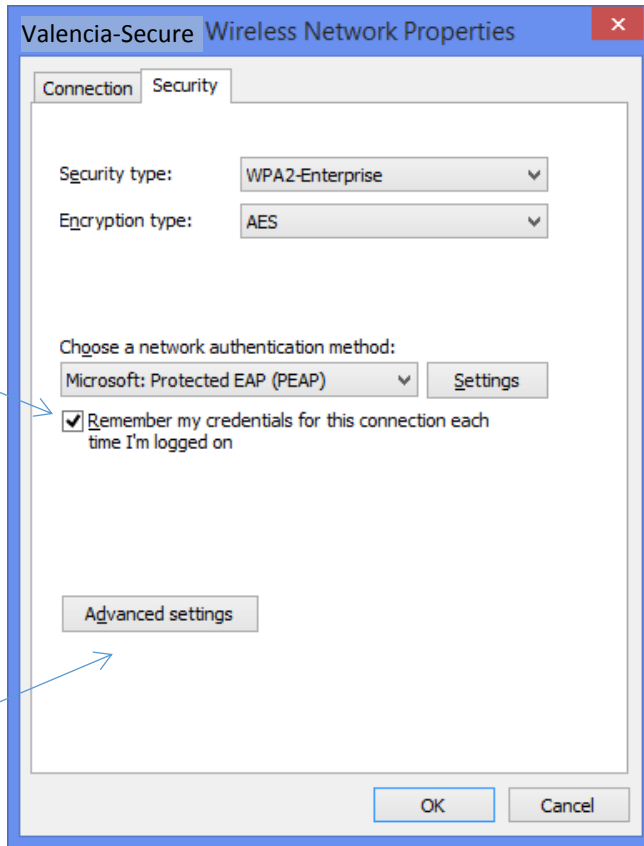 Valencia-Secure Wireless Network Properties
Connection Security
Security type: WPA2-Enterprise
Encryption type: AES
Choose a network authentication method:
Microsoft: Protected EAP (PEAP) Settings
Remember my credentials for this connection each
time I'm logged on
Advanced settings
OK Cancel